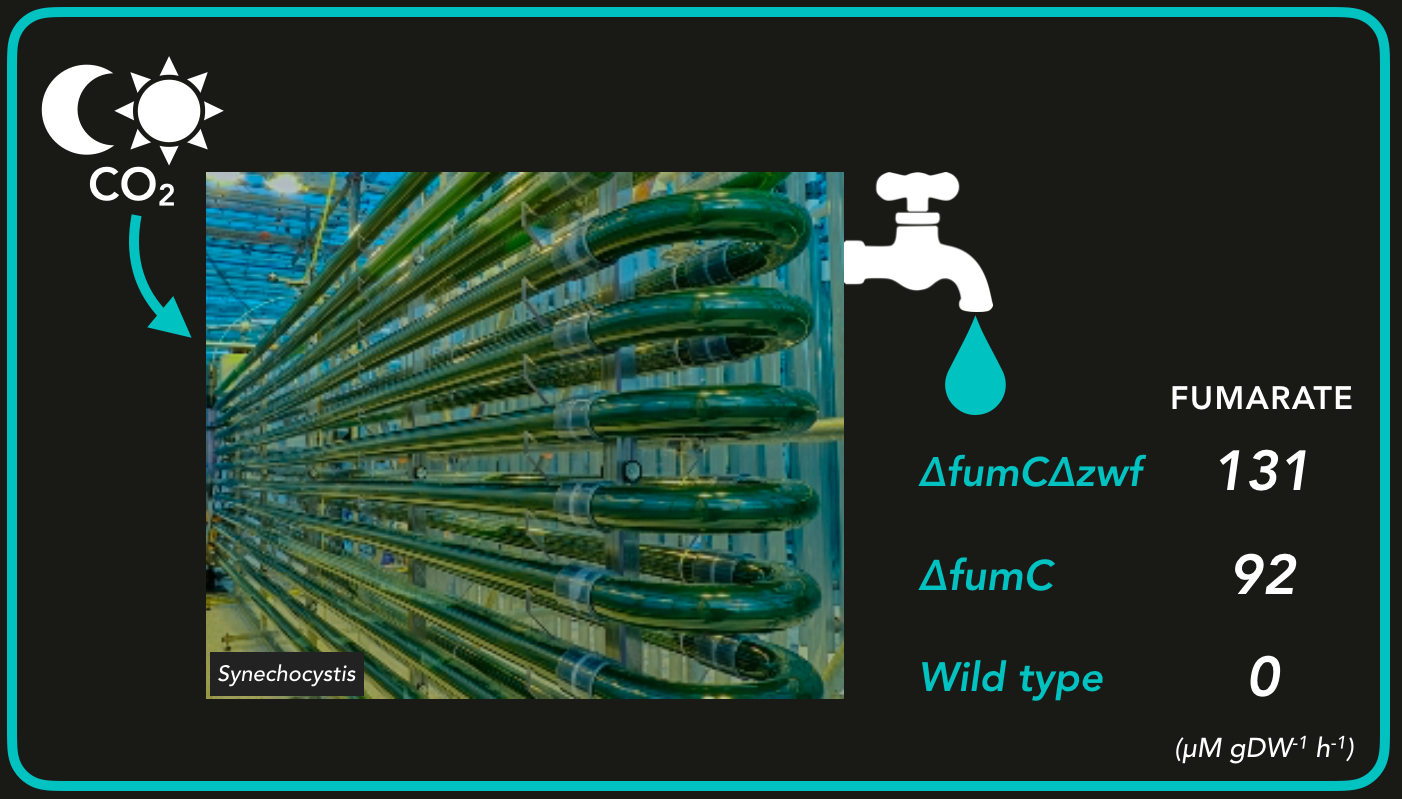 CO₂
FUMARATE
ΔfumCΔzwf 131
ΔfumC 92
Wild type 0
(μM gDW⁻¹ h⁻¹)
Synechocystis